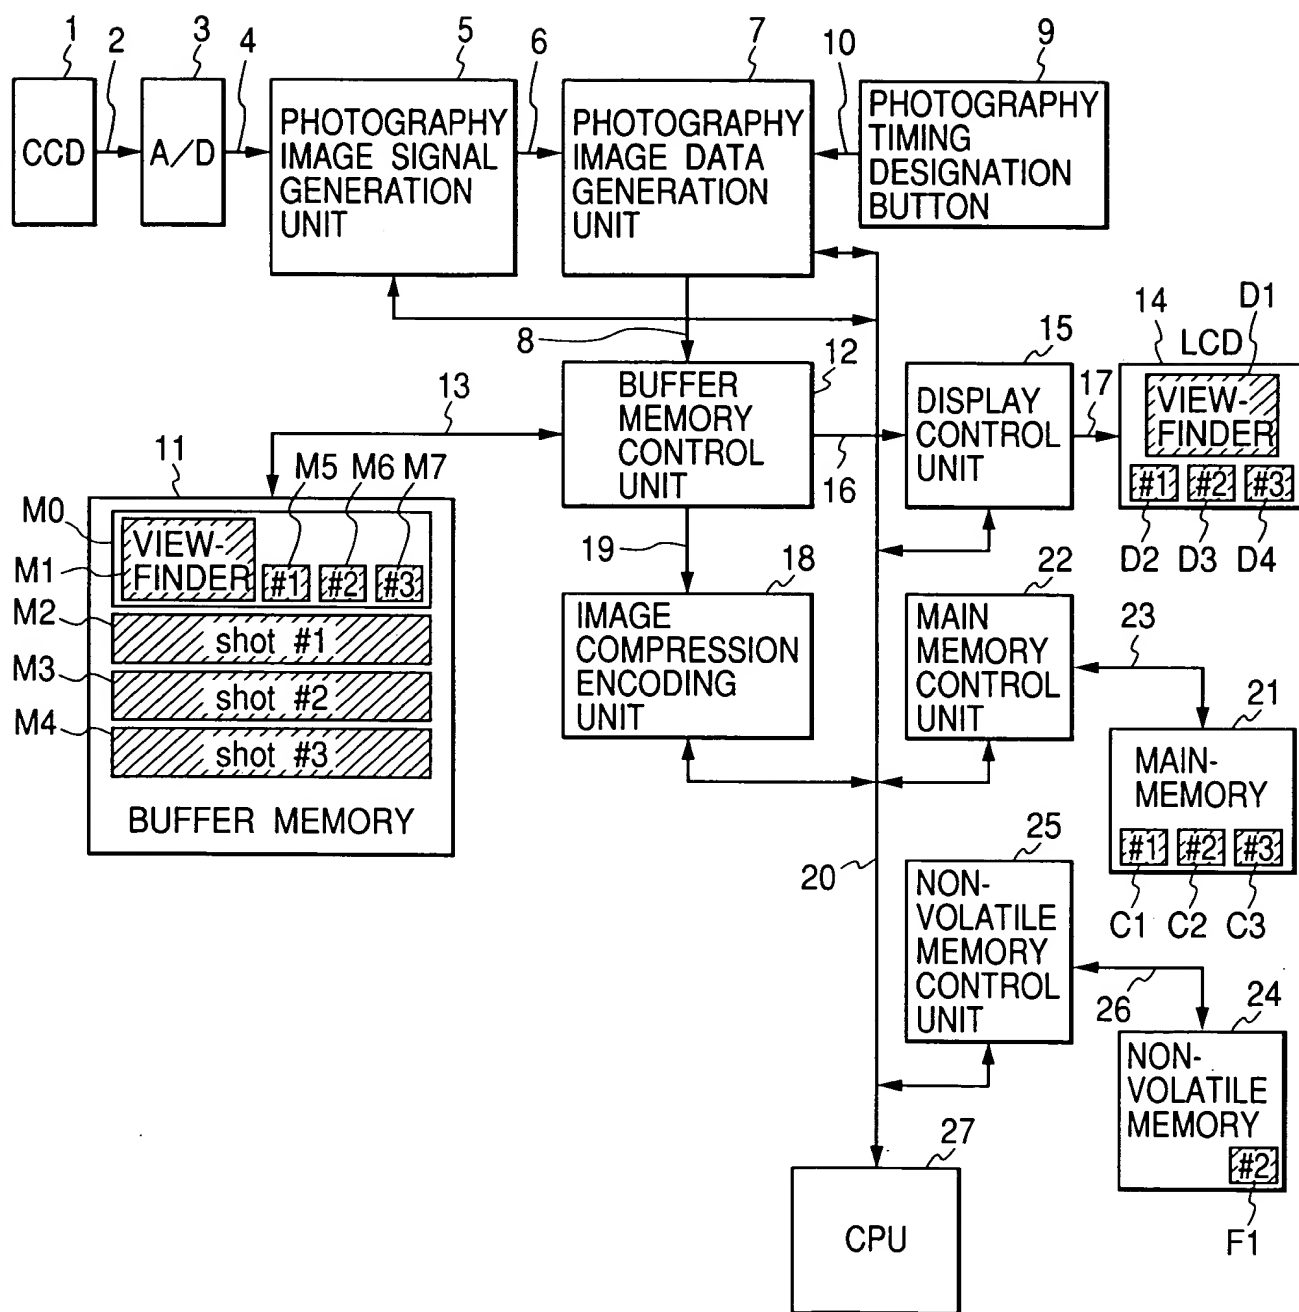 1
2
3
4
5
6
7
10
9
CCD
A/D
PHOTOGRAPHY
IMAGE SIGNAL
GENERATION
UNIT
PHOTOGRAPHY
IMAGE DATA
GENERATION
UNIT
PHOTOGRAPHY
TIMING
DESIGNATION
BUTTON
8
12
13
BUFFER
MEMORY
CONTROL
UNIT
15
DISPLAY
CONTROL
UNIT
16
17
14
LCD
D1
VIEW-
FINDER
#1
#2
#3
D2
D3
D4
11
M5
M6
M7
M0
M1
M2
M3
M4
VIEW-
FINDER
#1
#2
#3
shot #1
shot #2
shot #3
BUFFER MEMORY
19
18
IMAGE
COMPRESSION
ENCODING
UNIT
22
MAIN
MEMORY
CONTROL
UNIT
23
21
MAIN-
MEMORY
#1
#2
#3
C1
C2
C3
20
25
NON-
VOLATILE
MEMORY
CONTROL
UNIT
26
24
NON-
VOLATILE
MEMORY
#2
F1
27
CPU